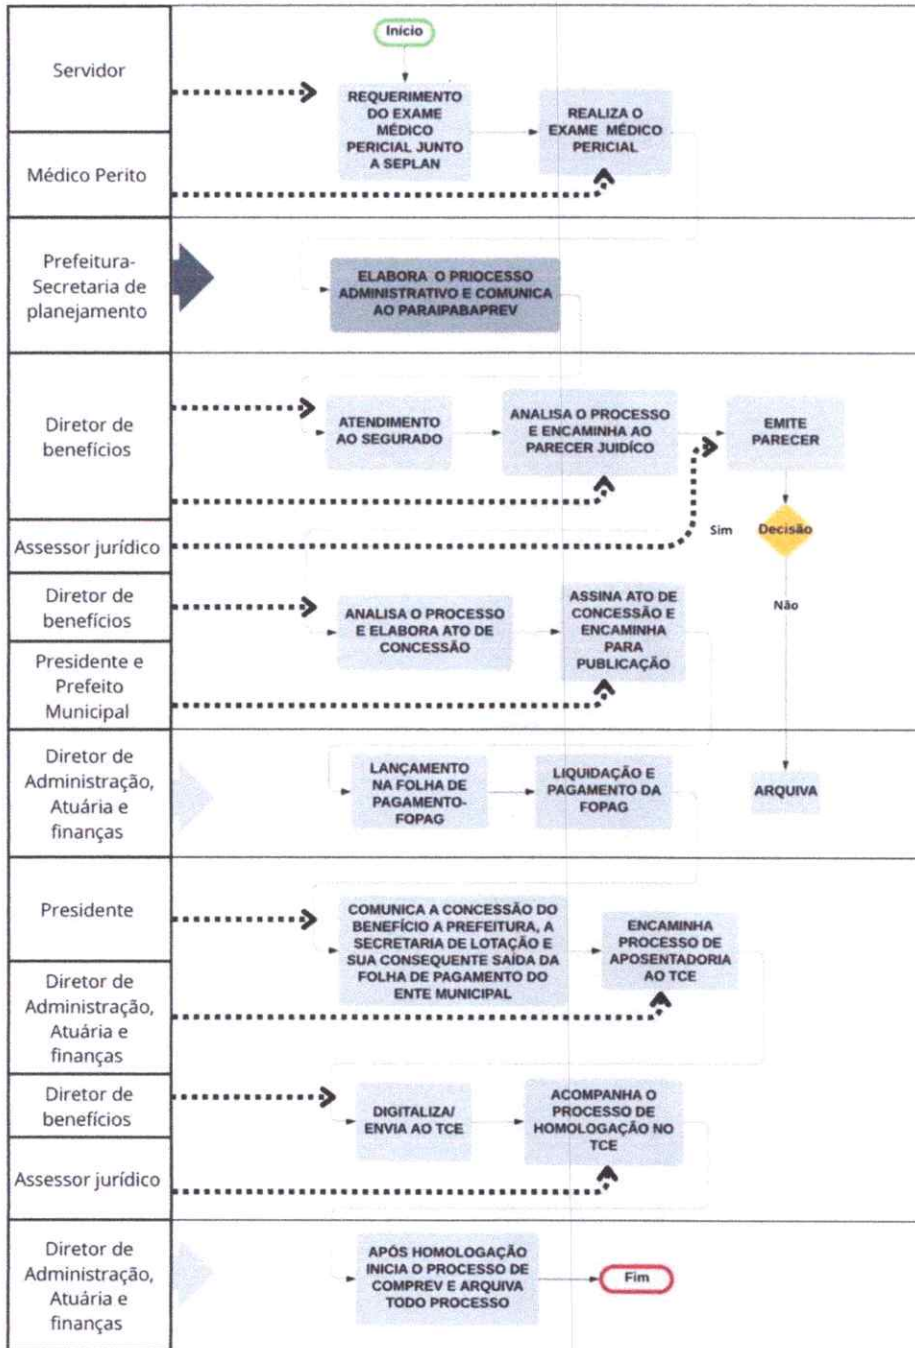 Início
Servidor
REQUERIMENTO
DO EXAME
MÉDICO
PERICIAL JUNTO
A SEPLAN
REALIZA O
EXAME MÉDICO
PERICIAL
Médico Perito
Prefeitura-
Secretaria de
planejamento
ELABORA O PRIOCESSO
ADMINISTRATIVO E COMUNICA
AO PARAIPABAPREV
Diretor de
benefícios
ATENDIMENTO
AO SEGURADO
ANALISA O PROCESSO
E ENCAMINHA AO
PARECER JUIDÍCO
EMITE
PARECER
Assessor jurídico
Sim
Decisão
Não
Diretor de
benefícios
ANALISA O PROCESSO
E ELABORA ATO DE
CONCESSÃO
ASSINA ATO DE
CONCESSÃO E
ENCAMINHA
PARA
PUBLICAÇÃO
Presidente e
Prefeito
Municipal
Diretor de
Administração,
Atuária e
finanças
LANÇAMENTO
NA FOLHA DE
PAGAMENTO-
FOPAG
LIQUIDAÇÃO E
PAGAMENTO DA
FOPAG
ARQUIVA
Presidente
COMUNICA A CONCESSÃO DO
BENEFÍCIO A PREFEITURA, A
SECRETARIA DE LOTAÇÃO E
SUA CONSEQUENTE SAÍDA DA
FOLHA DE PAGAMENTO DO
ENTE MUNICIPAL
ENCAMINHA
PROCESSO DE
APOSENTADORIA
AO TCE
Diretor de
Administração,
Atuária e
finanças
Diretor de
benefícios
DIGITALIZA/
ENVIA AO TCE
ACOMPANHA O
PROCESSO DE
HOMOLOGAÇÃO NO
TCE
Assessor jurídico
Diretor de
Administração,
Atuária e
finanças
APÓS HOMOLOGAÇÃO
INICIA O PROCESSO DE
COMPREV E ARQUIVA
TODO PROCESSO
Fim